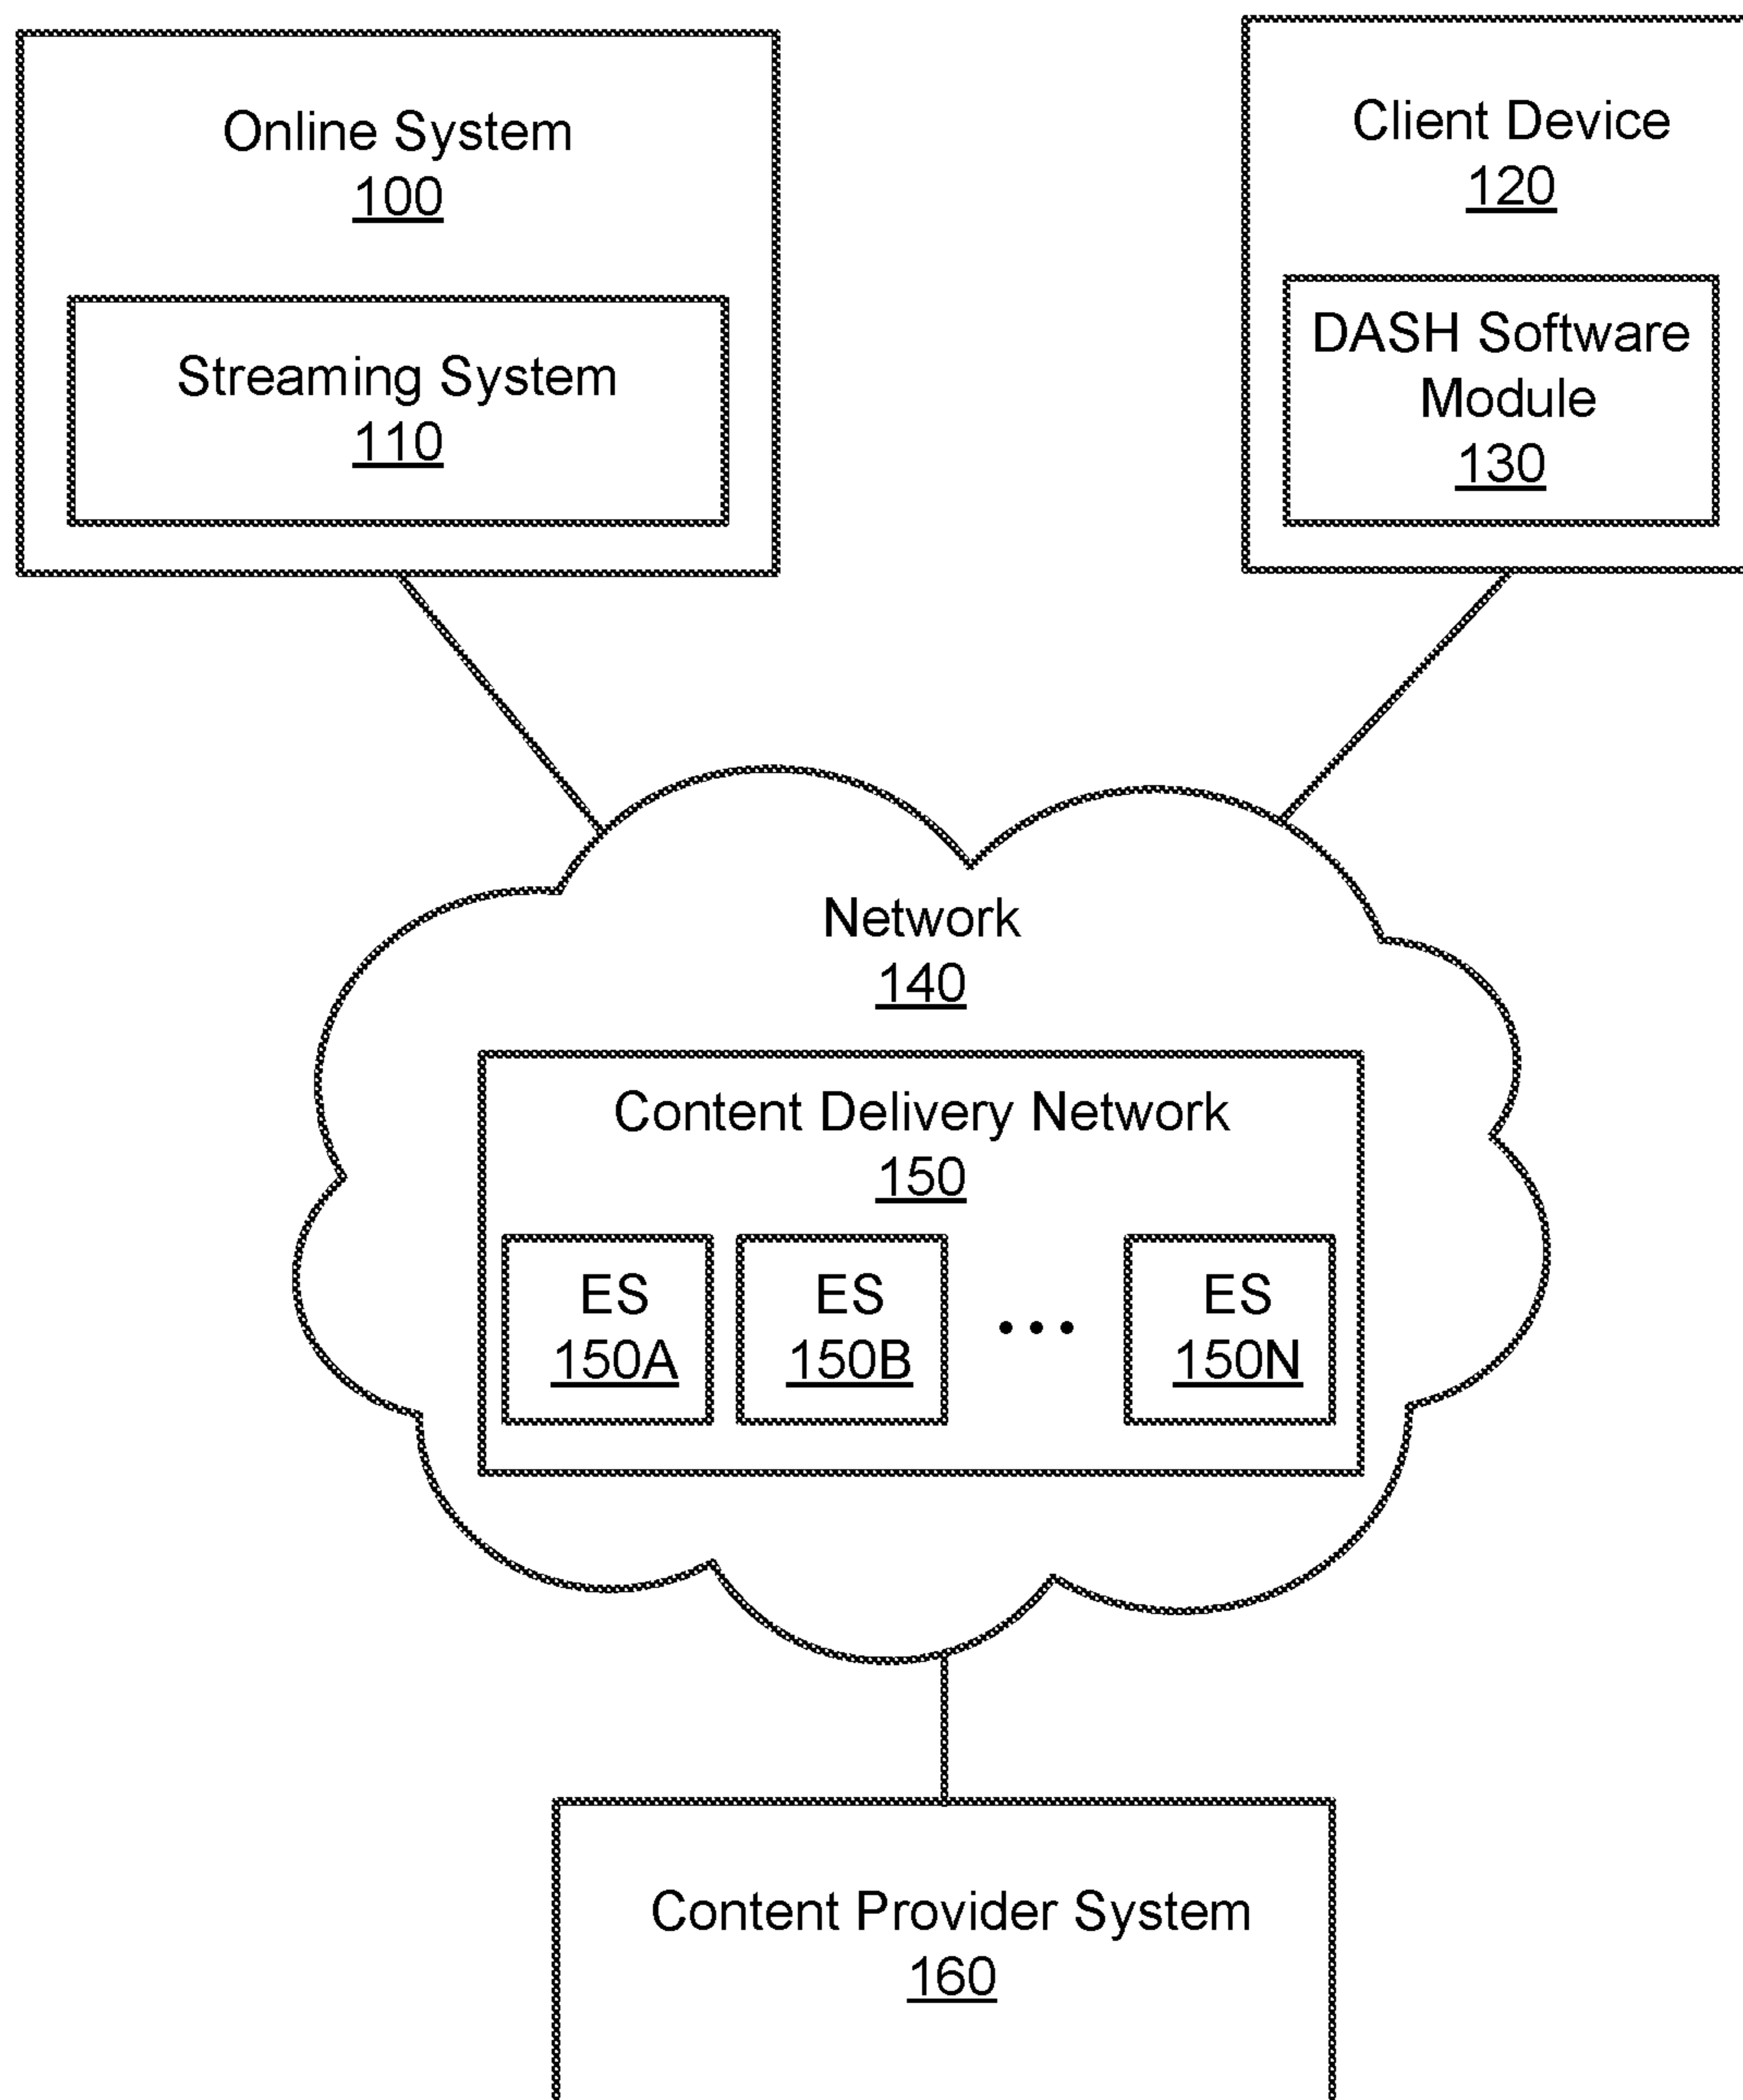 Online System
100
Streaming System
110
Client Device
120
DASH Software
Module
130
Network
140
Content Delivery Network
150
ES
150A
ES
150B
...
ES
150N
Content Provider System
160